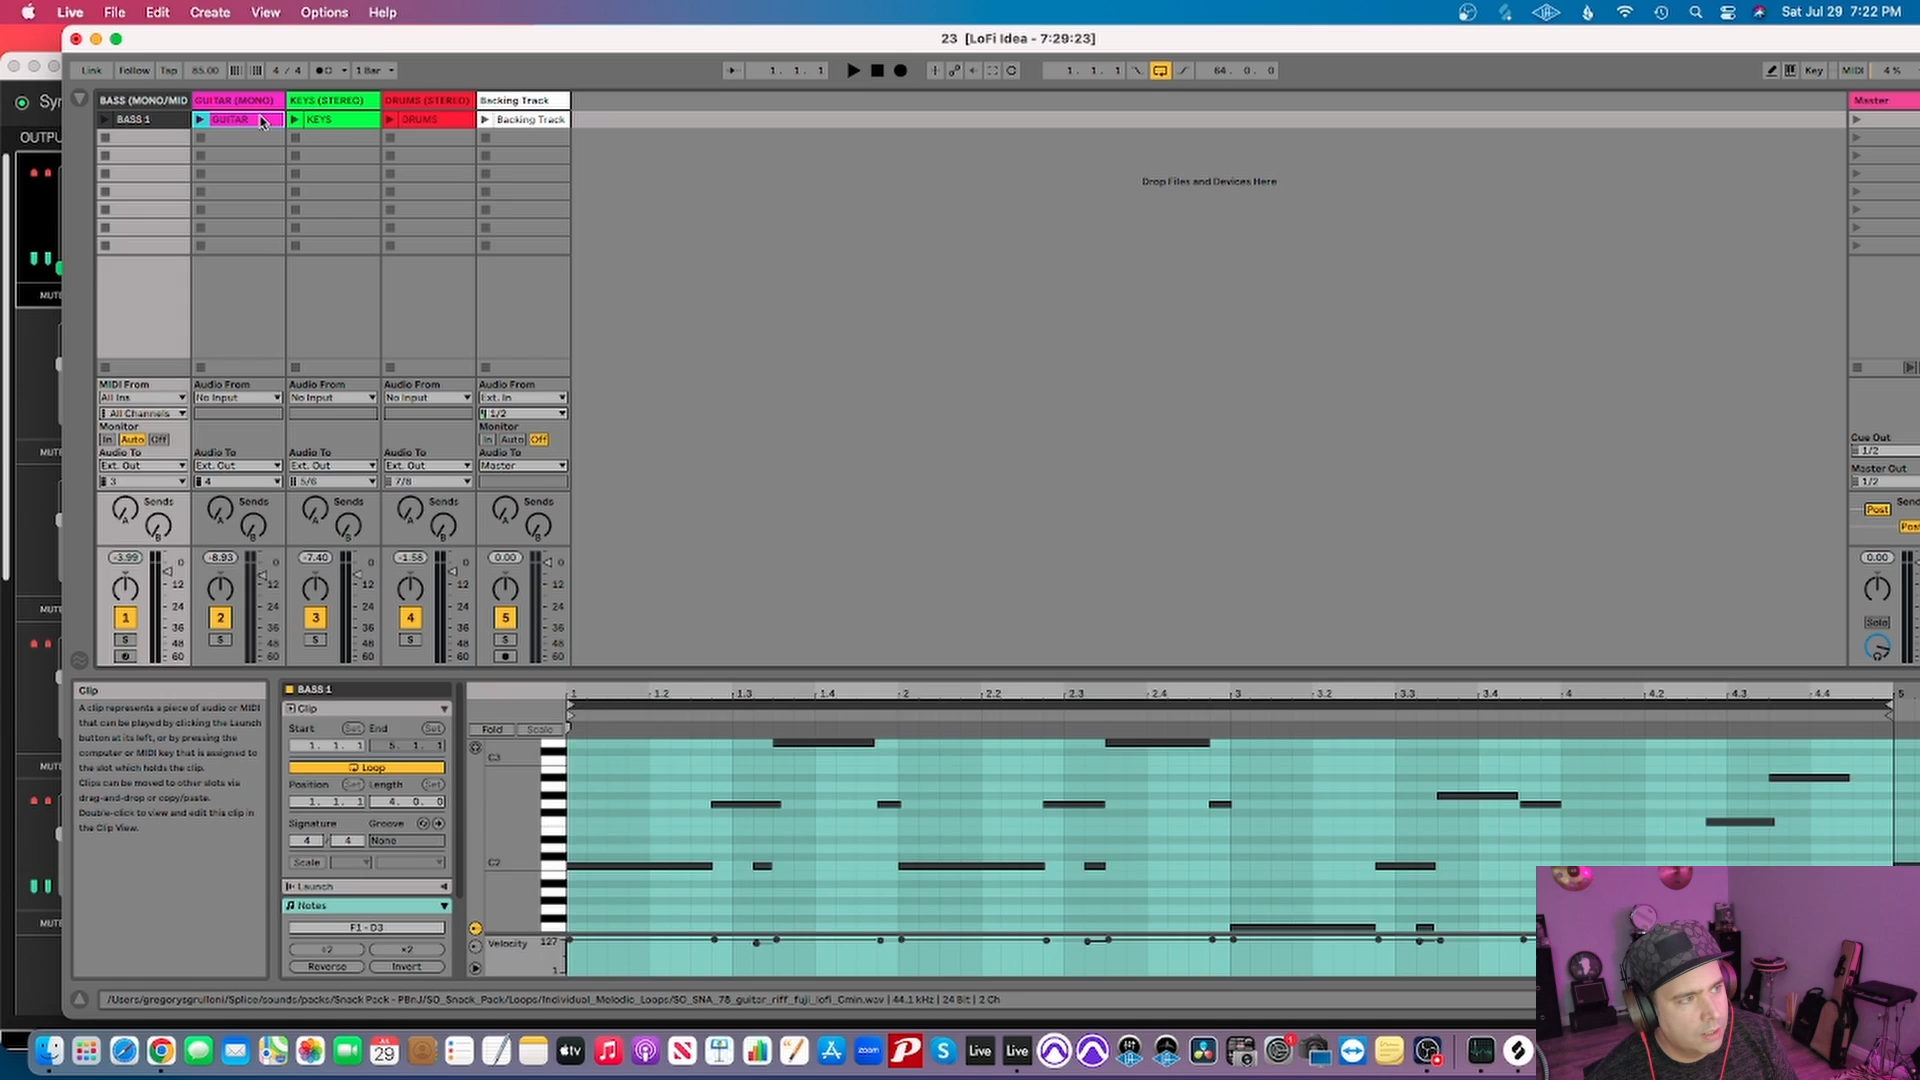 Live File Edit Create View Options Help
Sat Jul 29 7:22 PM
23 [LoFi Idea - 7:29:23]
Link Follow Tap 85.00 4 / 4 1 Bar
1. 1. 1
1. 1. 1 64. 0. 0
Key MIDI 4 %
Syn
OUTPU
MUT
MUT
MUT
MUT
MUT
BASS (MONO/MID GUITAR (MONO) KEYS (STEREO) DRUMS (STEREO) Backing Track Master
BASS 1 GUITAR KEYS DRUMS Backing Track
Drop Files and Devices Here
MIDI From Audio From Audio From Audio From Audio From
All Ins No Input No Input No Input Ext. In
All Channels 1/2
Monitor Monitor
In Auto Off In Auto Off
Audio To Audio To Audio To Audio To Audio To
Ext. Out Ext. Out Ext. Out Ext. Out Master
3 4 5/6 7/8
Cue Out
1/2
Master Out
1/2
Sends Sends Sends Sends Sends Send
A B A B A B A B A B
Post
Post
-3.99 -8.93 -7.40 -1.58 0.00 0.00
0 0 0 0 0
12 12 12 12 12
1 2 3 4 5
24 24 24 24 24
36 36 36 36 36
S S S S S Solo
48 48 48 48 48
60 60 60 60 60
Clip
A clip represents a piece of audio or MIDI
that can be played by clicking the Launch
button at its left, or by pressing the
computer or MIDI key that is assigned to
the slot which holds the clip.
Clips can be moved to other slots via
drag-and-drop or copy/paste.
Double-click to view and edit this clip in
the Clip View.
BASS 1
Clip
Start Set End Set
1. 1. 1 5. 1. 1
Loop
Position Set Length Set
1. 1. 1 4. 0. 0
Signature Groove
4 / 4 None
Scale
Launch
Notes
F1 - D3
÷2 ×2
Reverse Invert
1 1.2 1.3 1.4 2 2.2 2.3 2.4 3 3.2 3.3 3.4 4 4.2 4.3 4.4 5
Fold Scale
C3
C2
Velocity 127
1
/Users/gregorysgrulloni/Splice/sounds/packs/Snack Pack - PBnJ/SO_Snack_Pack/Loops/Individual_Melodic_Loops/SO_SNA_78_guitar_riff_fuji_lofi_Cmin.wav | 44.1 kHz | 24 Bit | 2 Ch
JUL
29
tv
zoom
Live
Live
1